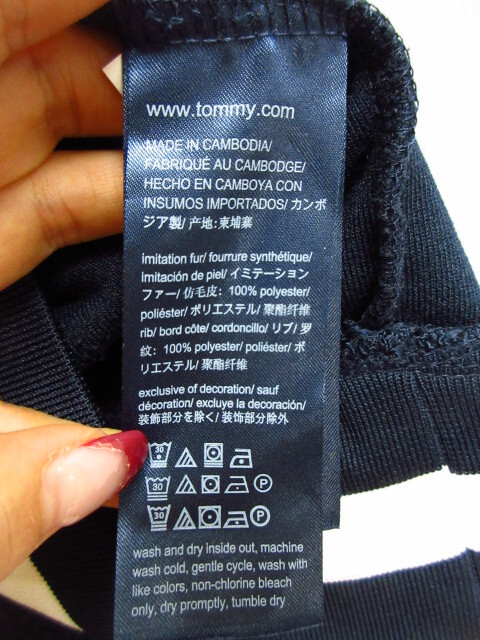 www.tommy.com
MADE IN CAMBODIA/
FABRIQUÉ AU CAMBODGE/
HECHO EN CAMBOYA CON
INSUMOS IMPORTADOS/ カンボ
ジア製/ 产地:柬埔寨
imitation fur/ fourrure synthétique/
imitación de piel/ イミテーション
ファー/ 仿毛皮: 100% polyester/
poliéster/ ポリエステル/ 聚酯纤维
rib/ bord côte/ cordoncillo/ リブ/ 罗
纹: 100% polyester/ poliéster/ ポ
リエステル/ 聚酯纤维
exclusive of decoration/ sauf
décoration/ excluye la decoración/
装飾部分を除く/ 装饰部分除外
30
30 P
30 P
wash and dry inside out, machine
wash cold, gentle cycle, wash with
like colors, non-chlorine bleach
only, dry promptly, tumble dry